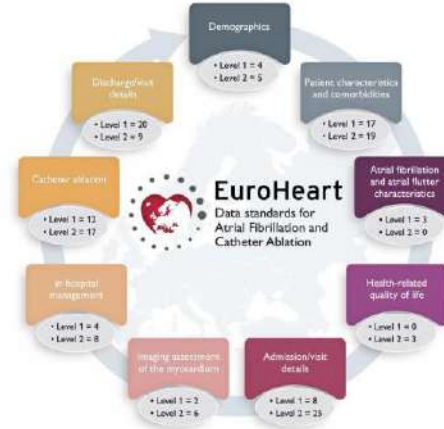 Demographics
• Level 1 = 4
• Level 2 = 5
Patient characteristics
and comorbidities
• Level 1 = 17
• Level 2 = 19
Atrial fibrillation
and atrial flutter
characteristics
• Level 1 = 3
• Level 2 = 0
Health-related
quality of life
• Level 1 = 0
• Level 2 = 3
Admission/visit
details
• Level 1 = 8
• Level 2 = 25
Imaging assessment
of the myocardium
• Level 1 = 2
• Level 2 = 6
In-hospital
management
• Level 1 = 4
• Level 2 = 8
Catheter ablation
• Level 1 = 13
• Level 2 = 17
Discharge/visit
details
• Level 1 = 20
• Level 2 = 9
EuroHeart
Data standards for
Atrial Fibrillation and
Catheter Ablation